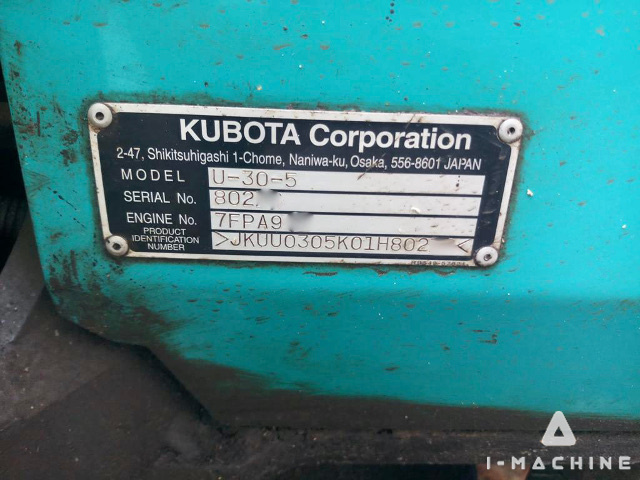 KUBOTA Corporation
2-47, Shikitsuhigashi 1-Chome, Naniwa-ku, Osaka, 556-8601 JAPAN
MODEL U-30-5
SERIAL No. 802
ENGINE No. 7FPA9
PRODUCT IDENTIFICATION NUMBER >JKUU0305K01H802 <
I-MACHINE